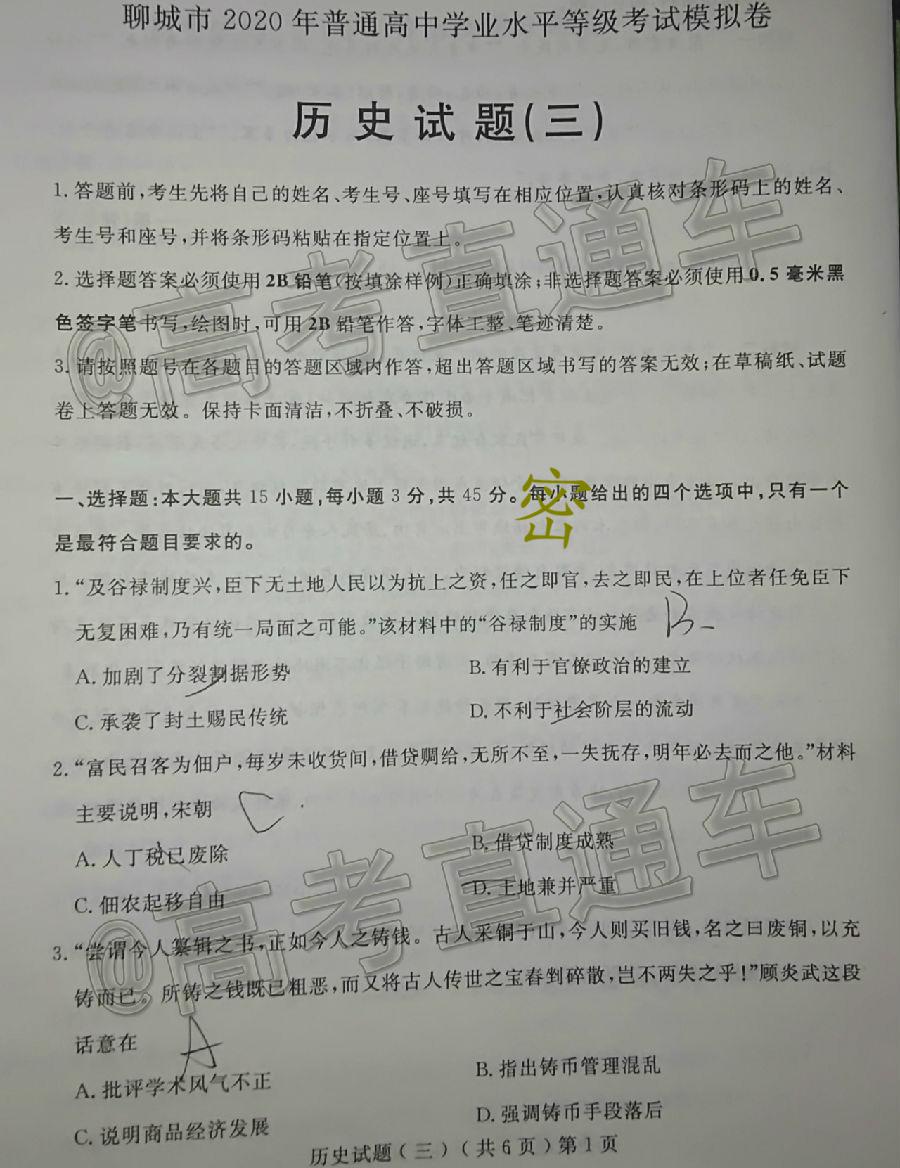 聊城市2020年普通高中学业水平等级考试模拟卷
历史试题(三)
1.答题前,考生先将自己的姓名、考生号、座号填写在相应位置,认真核对条形码上的姓名、
考生号和座号,并将条形码粘贴在指定位置上。
2.选择题答案必须使用2B铅笔(按填涂样例)正确填涂;非选择题答案必须使用0.5毫米黑
色签字笔书写,绘图时,可用2B铅笔作答,字体工整、笔迹清楚。
3.请按照题号在各题目的答题区域内作答,超出答题区域书写的答案无效;在草稿纸、试题
卷上答题无效。保持卡面清洁,不折叠、不破损。
@高考直通车
密
一、选择题:本大题共15小题,每小题3分,共45分。每小题给出的四个选项中,只有一个
是最符合题目要求的。
1.“及谷禄制度兴,臣下无土地人民以为抗上之资,任之即官,去之即民,在上位者任免臣下
无复困难,乃有统一局面之可能。”该材料中的“谷禄制度”的实施 B
A.加剧了分裂割据形势 B.有利于官僚政治的建立
C.承袭了封土赐民传统 D.不利于社会阶层的流动
2.“富民召客为佃户,每岁未收货间,借贷赒给,无所不至,一失抚存,明年必去而之他。”材料
主要说明,宋朝 C
A.人丁税已废除 B.借贷制度成熟
C.佃农起移自由 D.土地兼并严重
@高考直通车
3.“尝谓今人纂辑之书,正如今人之铸钱。古人采铜于山,今人则买旧钱,名之曰废铜,以充
铸而已。所铸之钱既已粗恶,而又将古人传世之宝舂剉碎散,岂不两失之乎!”顾炎武这段
话意在 A
A.批评学术风气不正 B.指出铸币管理混乱
C.说明商品经济发展 D.强调铸币手段落后
历史试题(三)(共6页)第1页